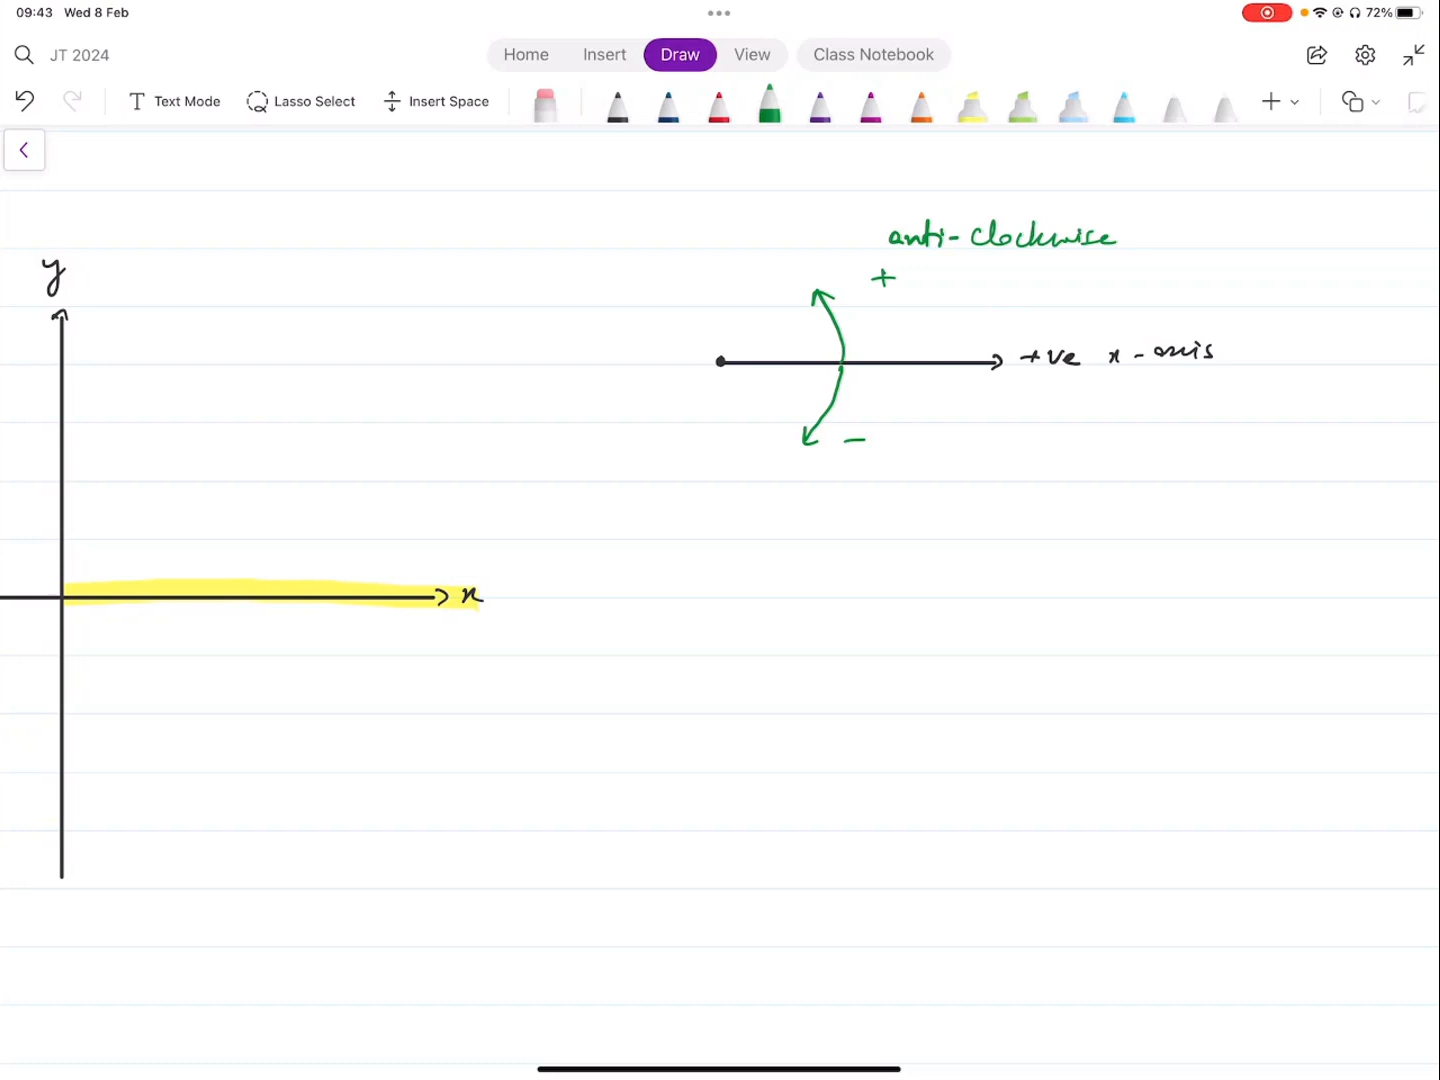 09:43 Wed 8 Feb
72%
JT 2024
Home Insert Draw View Class Notebook
Text Mode Lasso Select Insert Space
anti-clockwise
+
y
+ve x-axis
−
x